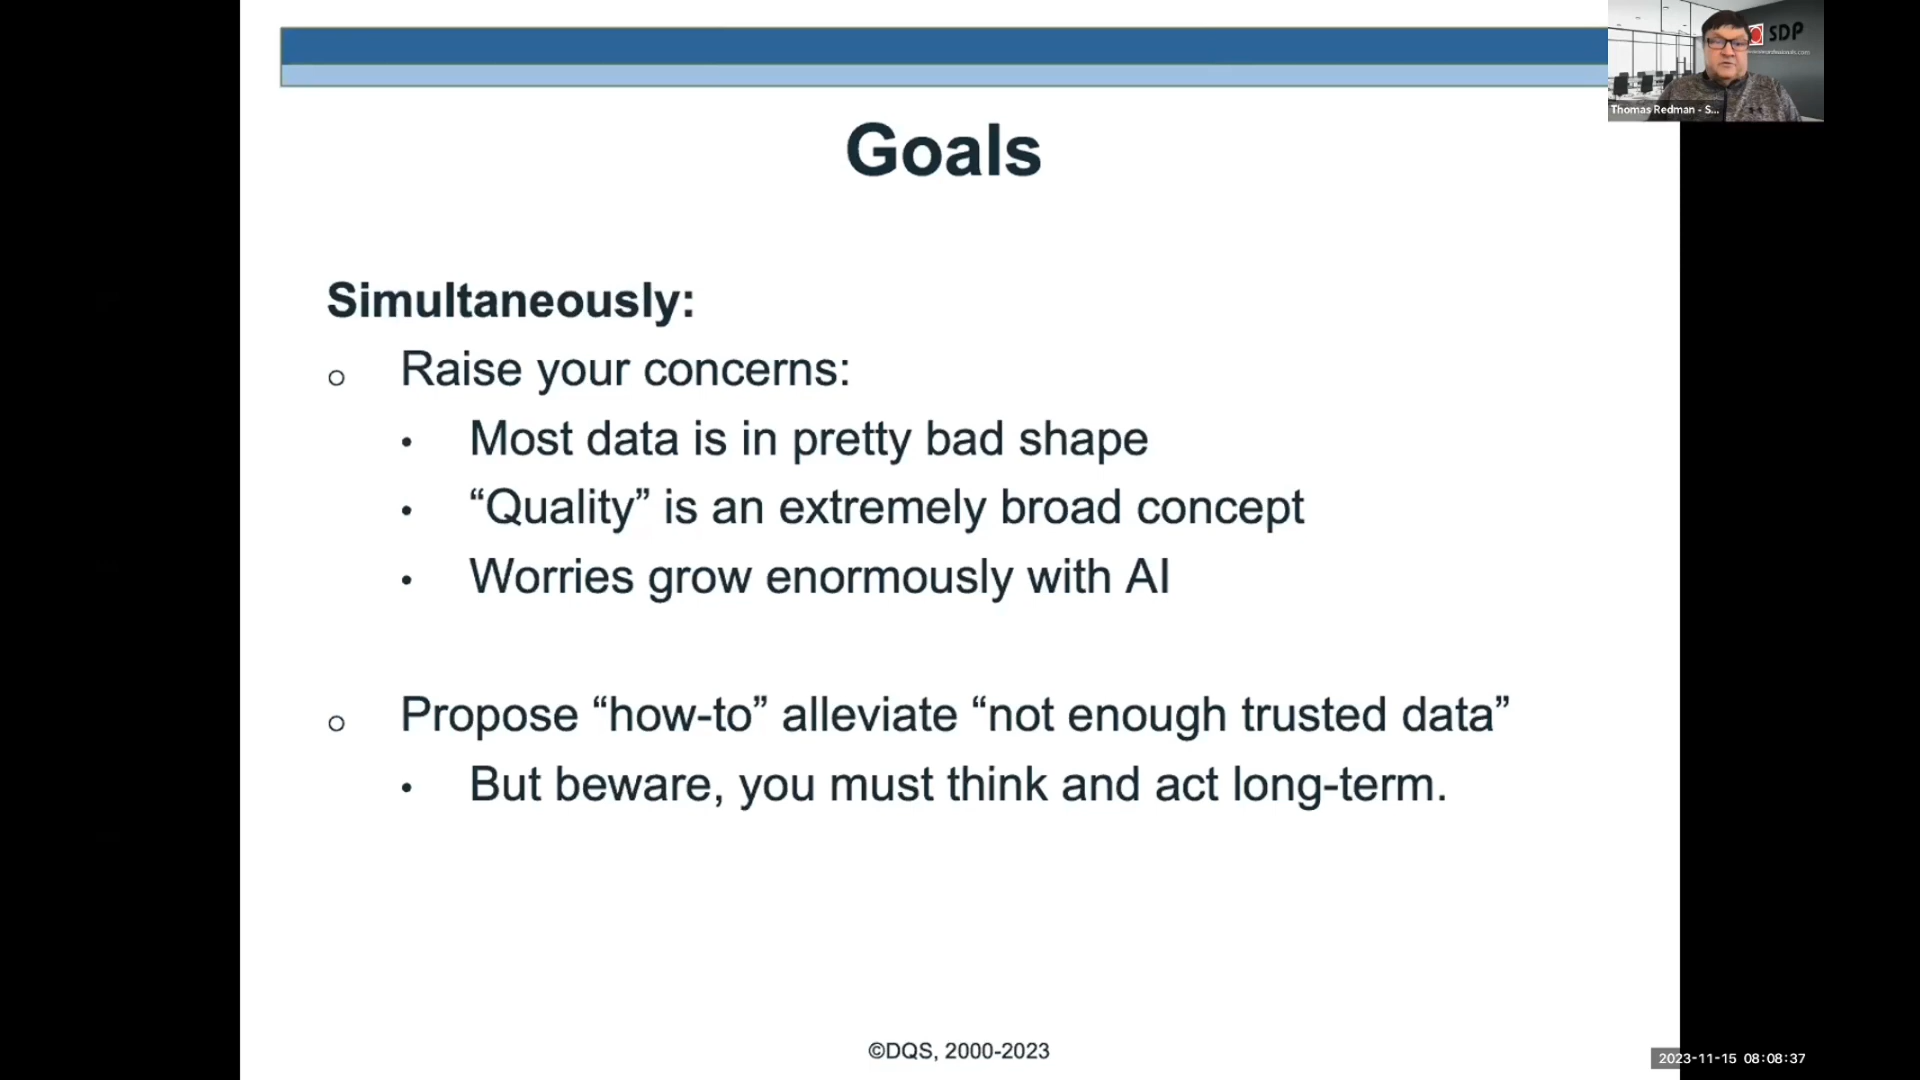 SDP
Thomas Redman - S...
Goals
Simultaneously:
o Raise your concerns:
• Most data is in pretty bad shape
• “Quality” is an extremely broad concept
• Worries grow enormously with AI
o Propose “how-to” alleviate “not enough trusted data”
• But beware, you must think and act long-term.
©DQS, 2000-2023
2023-11-15 08:08:37